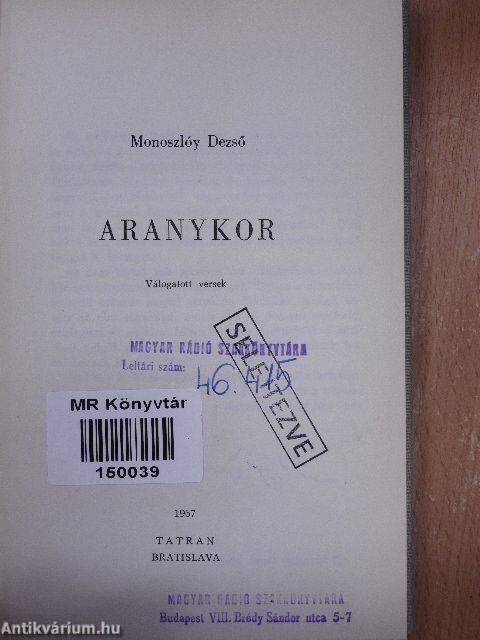 Monoszlóy Dezső
ARANYKOR
Válogatott versek
MAGYAR RÁDIÓ SZAKKÖNYVTÁRA
Leltári szám: 46.415
SELEJTEZVE
MR Könyvtár
150039
1967
TATRAN
BRATISLAVA
MAGYAR RÁDIÓ SZAKKÖNYVTÁRA
Budapest VIII. Bródy Sándor utca 5-7
Antikvárium.hu